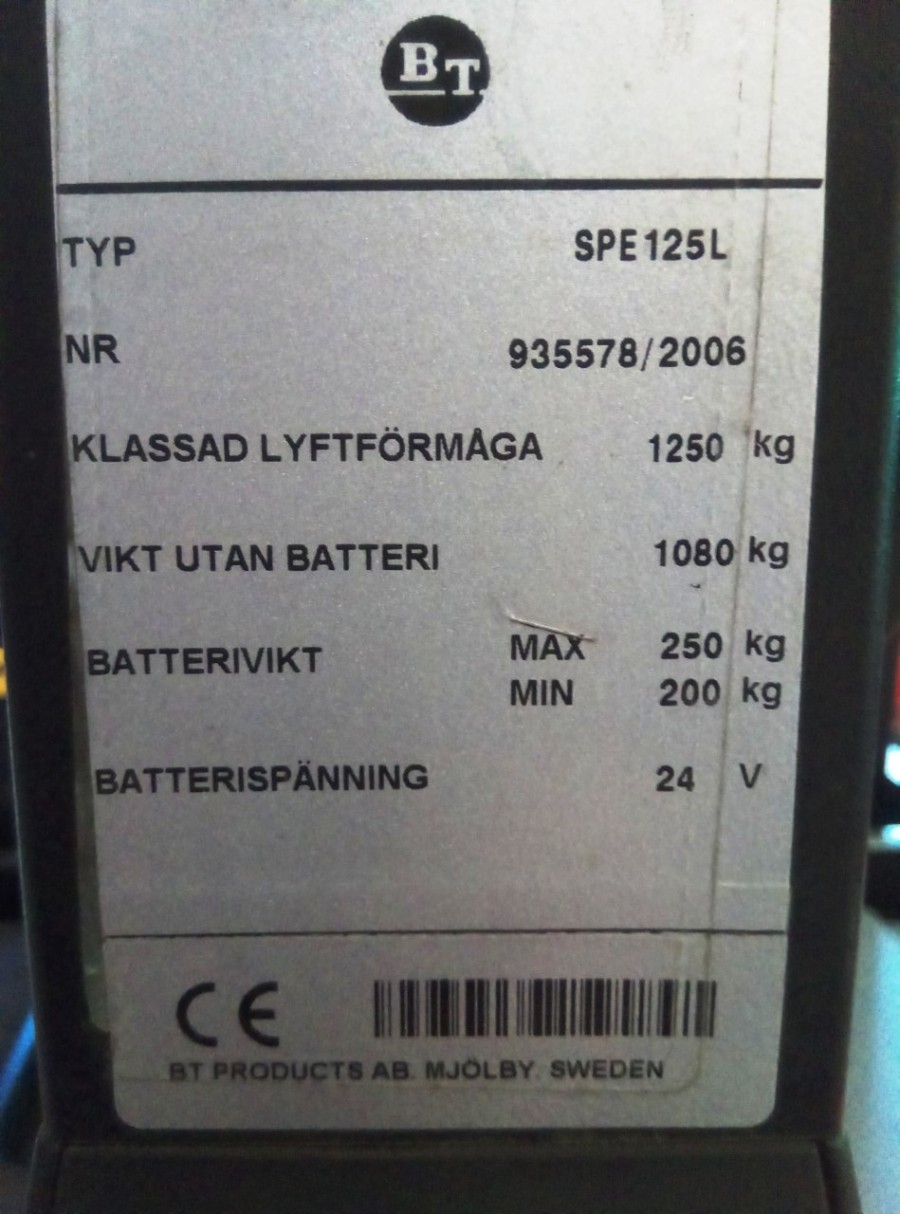 BT
TYP SPE125L
NR 935578/2006
KLASSAD LYFTFÖRMÅGA 1250 kg
VIKT UTAN BATTERI 1080 kg
BATTERIVIKT MAX 250 kg
MIN 200 kg
BATTERISPÄNNING 24 V
CE
BT PRODUCTS AB. MJÖLBY. SWEDEN